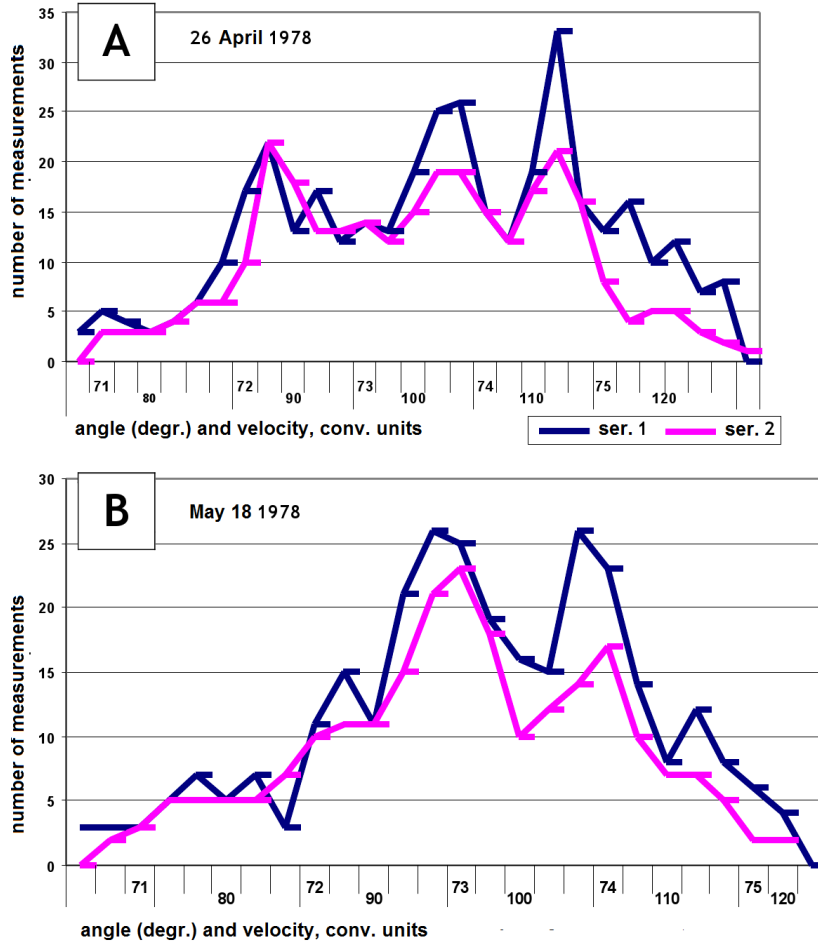 A
26 April 1978
number of measurements
35
30
25
20
15
10
5
0
71 72 73 74 75
80 90 100 110 120
angle (degr.) and velocity, conv. units
ser. 1 ser. 2
B
May 18 1978
number of measurements
30
25
20
15
10
5
0
71 72 73 74 75
80 90 100 110 120
angle (degr.) and velocity, conv. units